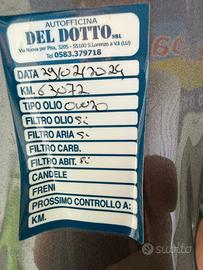 AUTOFFICINA
DEL DOTTO SRL
Via Nuova per Pisa, 3205 - 55100 S.Lorenzo a V.(LU)
Tel. 0583.379718
DATA 29/02/2024
KM. 63072
TIPO OLIO 0W20
FILTRO OLIO si
FILTRO ARIA si
FILTRO CARB.
FILTRO ABIT. si
CANDELE
FRENI
PROSSIMO CONTROLLO A:
KM.
subito